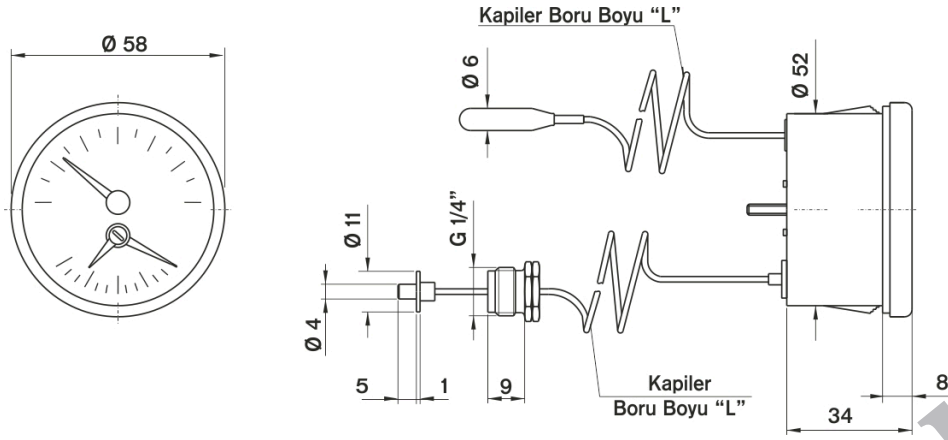 Kapiler Boru Boyu “L”
Ø 58
Ø 6
Ø 52
Ø 11
G 1/4”
Ø 4
5
1
9
Kapiler
Boru Boyu “L”
8
34